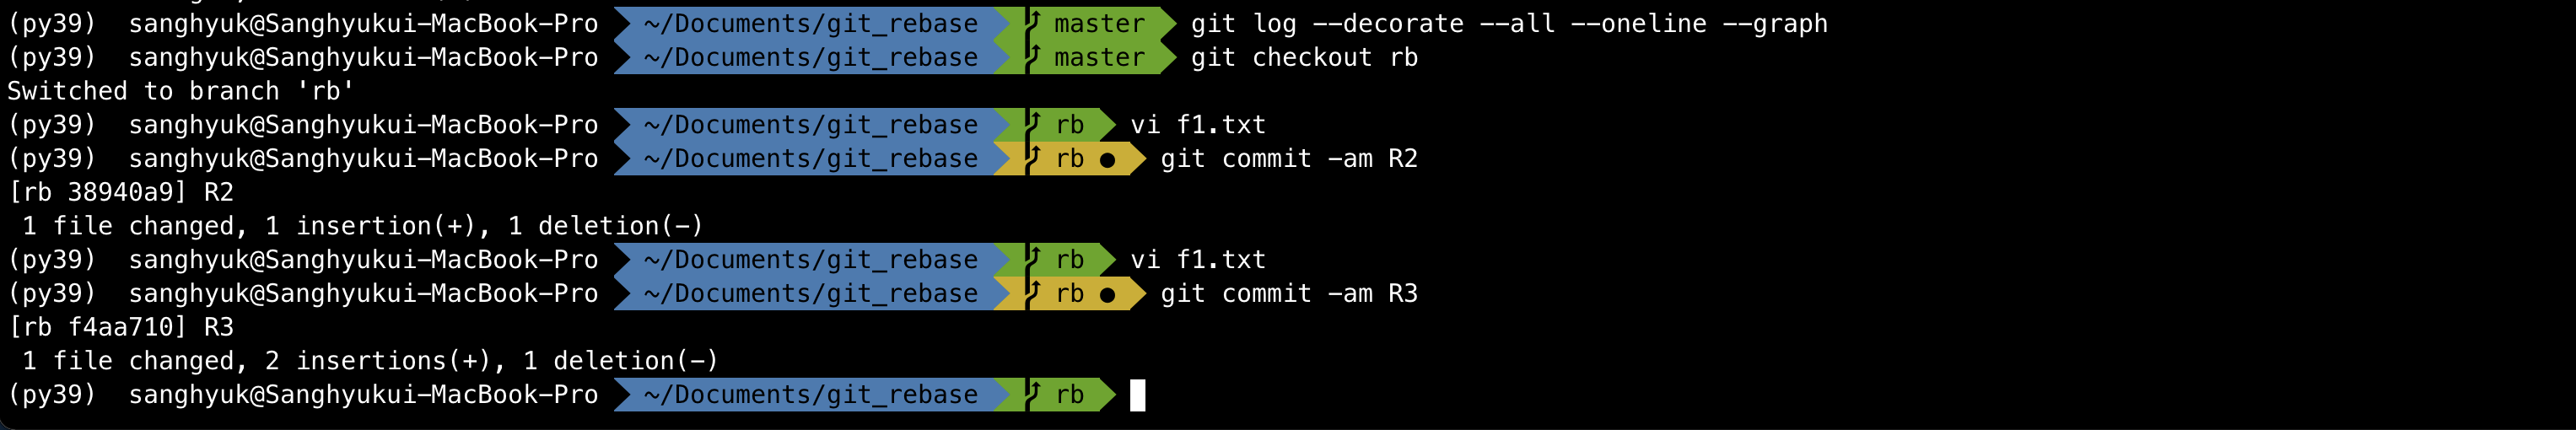 (py39)  sanghyuk@Sanghyukui-MacBook-Pro  ~/Documents/git_rebase  master  git log --decorate --all --oneline --graph
(py39)  sanghyuk@Sanghyukui-MacBook-Pro  ~/Documents/git_rebase  master  git checkout rb
Switched to branch 'rb'
(py39)  sanghyuk@Sanghyukui-MacBook-Pro  ~/Documents/git_rebase  rb  vi f1.txt
(py39)  sanghyuk@Sanghyukui-MacBook-Pro  ~/Documents/git_rebase  rb ●  git commit -am R2
[rb 38940a9] R2
 1 file changed, 1 insertion(+), 1 deletion(-)
(py39)  sanghyuk@Sanghyukui-MacBook-Pro  ~/Documents/git_rebase  rb  vi f1.txt
(py39)  sanghyuk@Sanghyukui-MacBook-Pro  ~/Documents/git_rebase  rb ●  git commit -am R3
[rb f4aa710] R3
 1 file changed, 2 insertions(+), 1 deletion(-)
(py39)  sanghyuk@Sanghyukui-MacBook-Pro  ~/Documents/git_rebase  rb